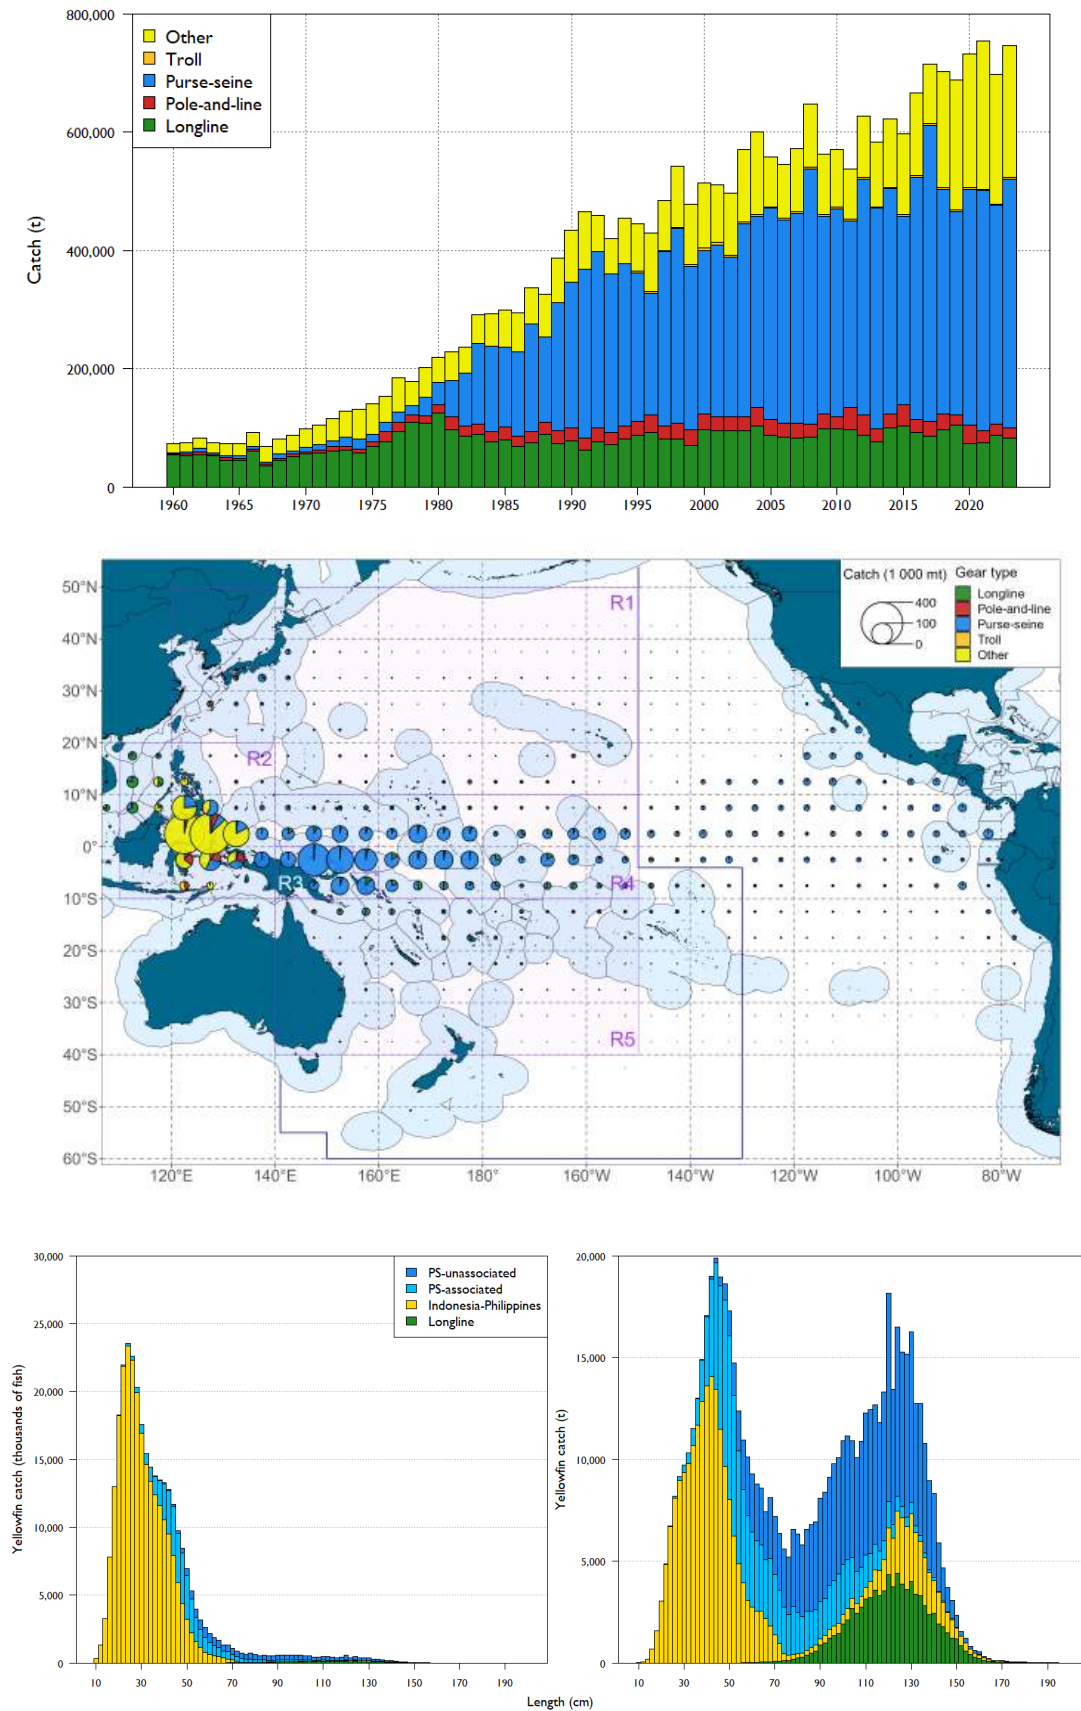 800,000
600,000
400,000
200,000
0
Catch (t)
Other
Troll
Purse-seine
Pole-and-line
Longline
1960 1965 1970 1975 1980 1985 1990 1995 2000 2005 2010 2015 2020
50°N
40°N
30°N
20°N
10°N
0°
10°S
20°S
30°S
40°S
50°S
60°S
120°E 140°E 160°E 180° 160°W 140°W 120°W 100°W 80°W
R1
R2
R3
R4
R5
Catch (1 000 mt) Gear type
400
100
0
Longline
Pole-and-line
Purse-seine
Troll
Other
30,000
25,000
20,000
15,000
10,000
5,000
0
Yellowfin catch (thousands of fish)
PS-unassociated
PS-associated
Indonesia-Philippines
Longline
10 30 50 70 90 110 130 150 170 190
20,000
15,000
10,000
5,000
0
Yellowfin catch (t)
10 30 50 70 90 110 130 150 170 190
Length (cm)